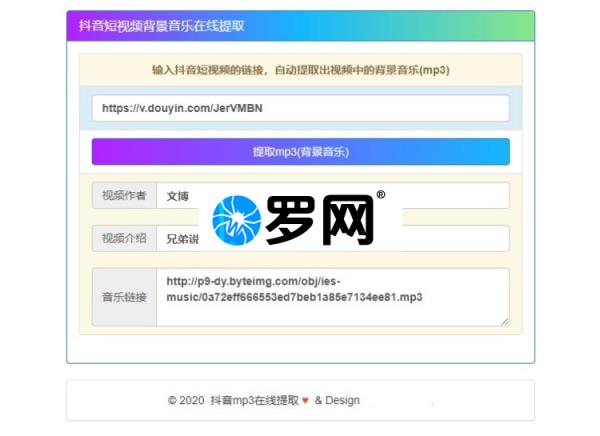 抖音短视频背景音乐在线提取
输入抖音短视频的链接，自动提取出视频中的背景音乐(mp3)
https://v.douyin.com/JerVMBN
提取mp3(背景音乐)
视频作者 文博
罗网®
视频介绍 兄弟说
音乐链接
http://p9-dy.byteimg.com/obj/ies-
music/0a72eff666553ed7beb1a85e7134ee81.mp3
© 2020 抖音mp3在线提取 ♥ & Design